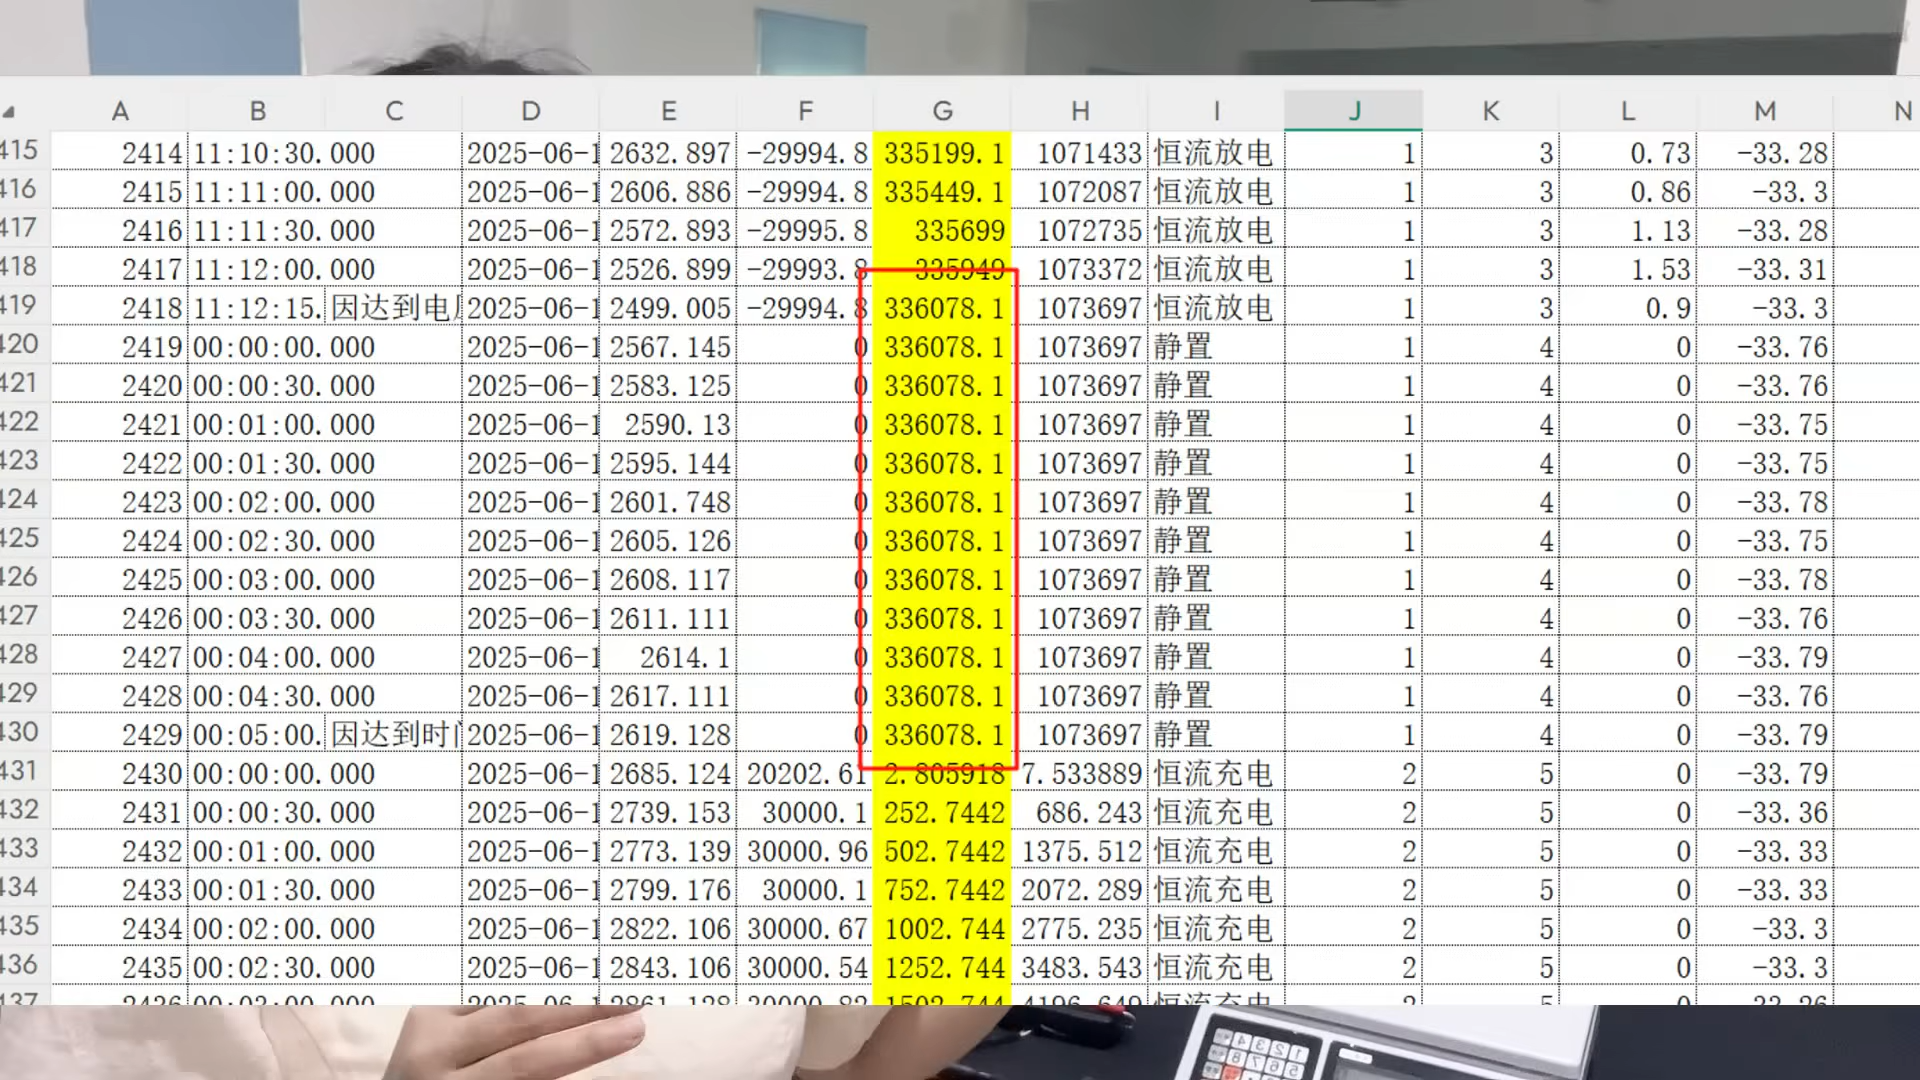 A B C D E F G H I J K L M N
415 2414 11:10:30.000 2025-06-1 2632.897 -29994.8 335199.1 1071433 恒流放电 1 3 0.73 -33.28
416 2415 11:11:00.000 2025-06-1 2606.886 -29994.8 335449.1 1072087 恒流放电 1 3 0.86 -33.3
417 2416 11:11:30.000 2025-06-1 2572.893 -29995.8 335699 1072735 恒流放电 1 3 1.13 -33.28
418 2417 11:12:00.000 2025-06-1 2526.899 -29993.8 335949 1073372 恒流放电 1 3 1.53 -33.31
419 2418 11:12:15. 因达到电 2025-06-1 2499.005 -29994.8 336078.1 1073697 恒流放电 1 3 0.9 -33.3
420 2419 00:00:00.000 2025-06-1 2567.145 0 336078.1 1073697 静置 1 4 0 -33.76
421 2420 00:00:30.000 2025-06-1 2583.125 0 336078.1 1073697 静置 1 4 0 -33.76
422 2421 00:01:00.000 2025-06-1 2590.13 0 336078.1 1073697 静置 1 4 0 -33.75
423 2422 00:01:30.000 2025-06-1 2595.144 0 336078.1 1073697 静置 1 4 0 -33.75
424 2423 00:02:00.000 2025-06-1 2601.748 0 336078.1 1073697 静置 1 4 0 -33.78
425 2424 00:02:30.000 2025-06-1 2605.126 0 336078.1 1073697 静置 1 4 0 -33.75
426 2425 00:03:00.000 2025-06-1 2608.117 0 336078.1 1073697 静置 1 4 0 -33.78
427 2426 00:03:30.000 2025-06-1 2611.111 0 336078.1 1073697 静置 1 4 0 -33.76
428 2427 00:04:00.000 2025-06-1 2614.1 0 336078.1 1073697 静置 1 4 0 -33.79
429 2428 00:04:30.000 2025-06-1 2617.111 0 336078.1 1073697 静置 1 4 0 -33.76
430 2429 00:05:00. 因达到时 2025-06-1 2619.128 0 336078.1 1073697 静置 1 4 0 -33.79
431 2430 00:00:00.000 2025-06-1 2685.124 20202.61 2.805918 7.533889 恒流充电 2 5 0 -33.79
432 2431 00:00:30.000 2025-06-1 2739.153 30000.1 252.7442 686.243 恒流充电 2 5 0 -33.36
433 2432 00:01:00.000 2025-06-1 2773.139 30000.96 502.7442 1375.512 恒流充电 2 5 0 -33.33
434 2433 00:01:30.000 2025-06-1 2799.176 30000.1 752.7442 2072.289 恒流充电 2 5 0 -33.33
435 2434 00:02:00.000 2025-06-1 2822.106 30000.67 1002.744 2775.235 恒流充电 2 5 0 -33.3
436 2435 00:02:30.000 2025-06-1 2843.106 30000.54 1252.744 3483.543 恒流充电 2 5 0 -33.3